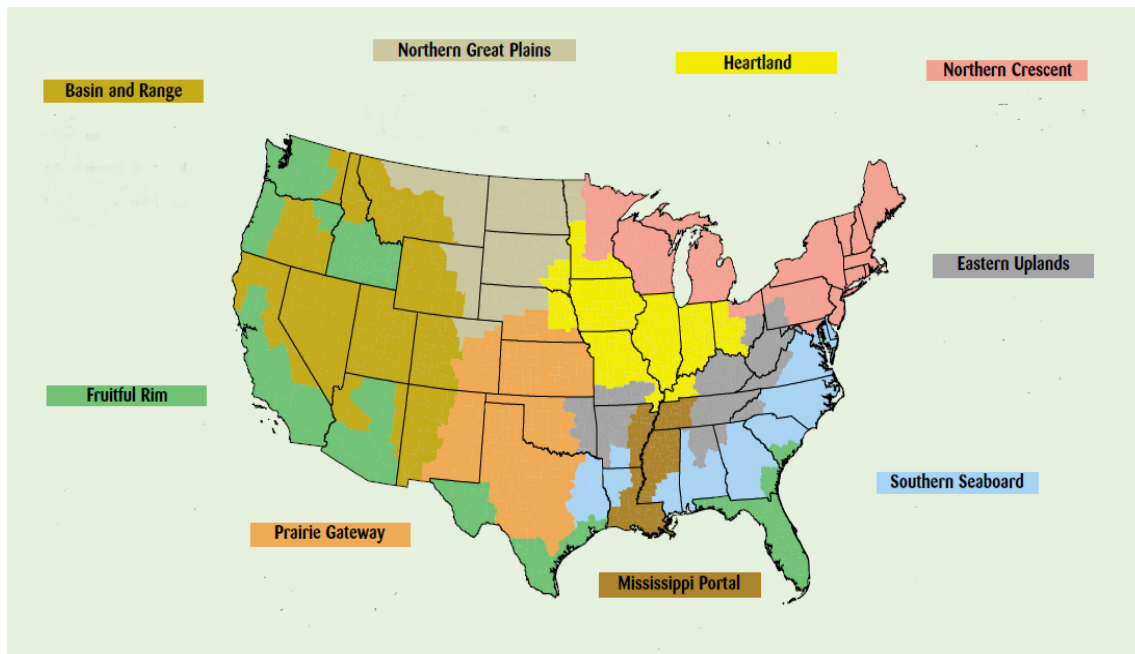 Northern Great Plains
Heartland
Northern Crescent
Basin and Range
Eastern Uplands
Fruitful Rim
Southern Seaboard
Prairie Gateway
Mississippi Portal